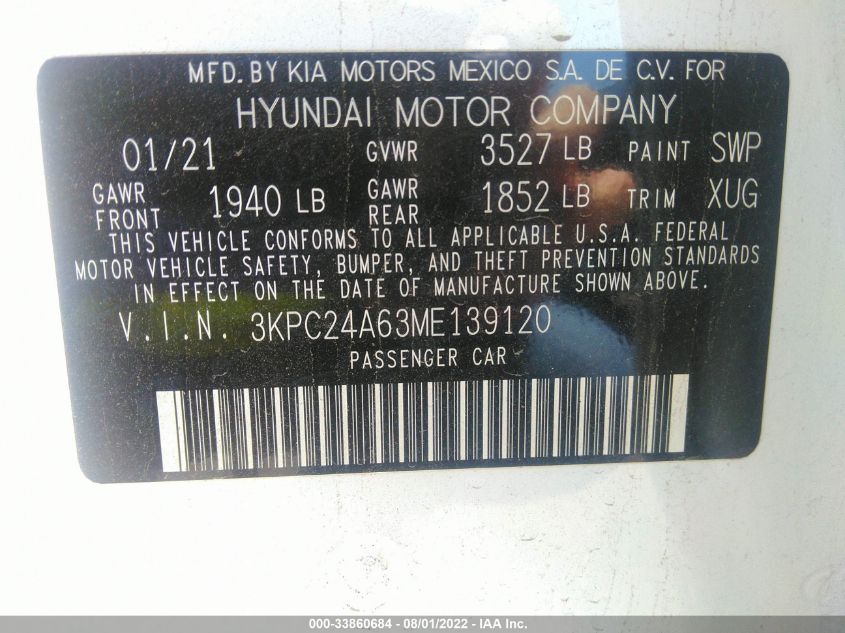 MFD. BY KIA MOTORS MEXICO S.A. DE C.V. FOR
HYUNDAI MOTOR COMPANY
01/21 GVWR 3527 LB PAINT SWP
GAWR FRONT 1940 LB GAWR REAR 1852 LB TRIM XUG
THIS VEHICLE CONFORMS TO ALL APPLICABLE U.S.A. FEDERAL
MOTOR VEHICLE SAFETY, BUMPER, AND THEFT PREVENTION STANDARDS
IN EFFECT ON THE DATE OF MANUFACTURE SHOWN ABOVE.
V.I.N. 3KPC24A63ME139120
PASSENGER CAR
000-33860684 - 08/01/2022 - IAA Inc.